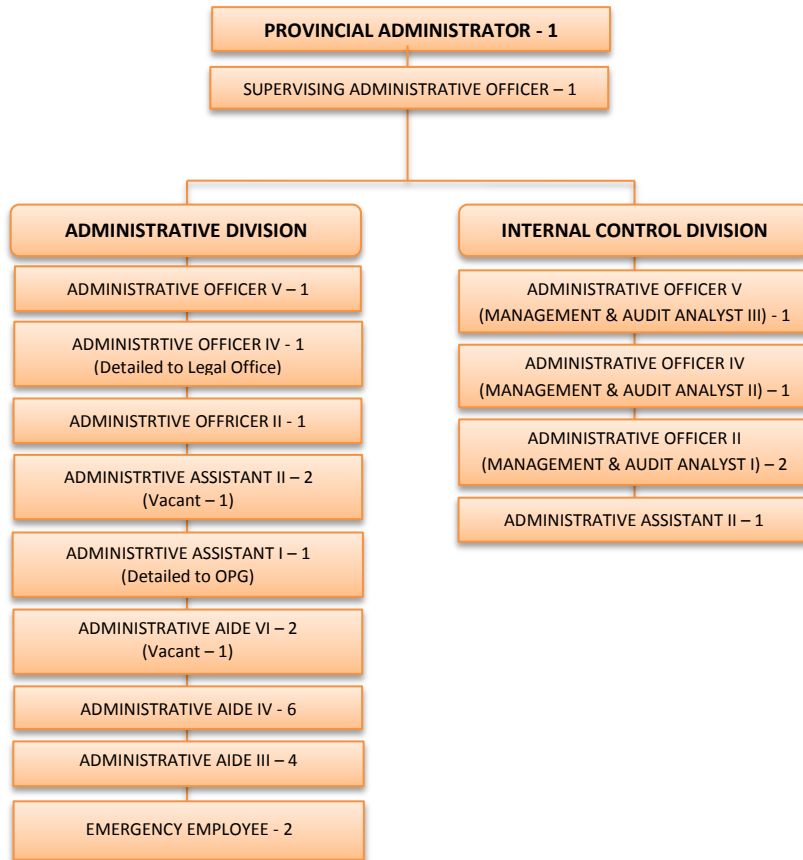 PROVINCIAL ADMINISTRATOR - 1
SUPERVISING ADMINISTRATIVE OFFICER – 1
ADMINISTRATIVE DIVISION
ADMINISTRATIVE OFFICER V – 1
ADMINISTRTIVE OFFICER IV - 1
(Detailed to Legal Office)
ADMINISTRTIVE OFFRICER II - 1
ADMINISTRTIVE ASSISTANT II – 2
(Vacant – 1)
ADMINISTRTIVE ASSISTANT I – 1
(Detailed to OPG)
ADMINISTRATIVE AIDE VI – 2
(Vacant – 1)
ADMINISTRATIVE AIDE IV - 6
ADMINISTRATIVE AIDE III – 4
EMERGENCY EMPLOYEE - 2
INTERNAL CONTROL DIVISION
ADMINISTRATIVE OFFICER V
(MANAGEMENT & AUDIT ANALYST III) - 1
ADMINISTRATIVE OFFICER IV
(MANAGEMENT & AUDIT ANALYST II) – 1
ADMINISTRATIVE OFFICER II
(MANAGEMENT & AUDIT ANALYST I) – 2
ADMINISTRATIVE ASSISTANT II – 1